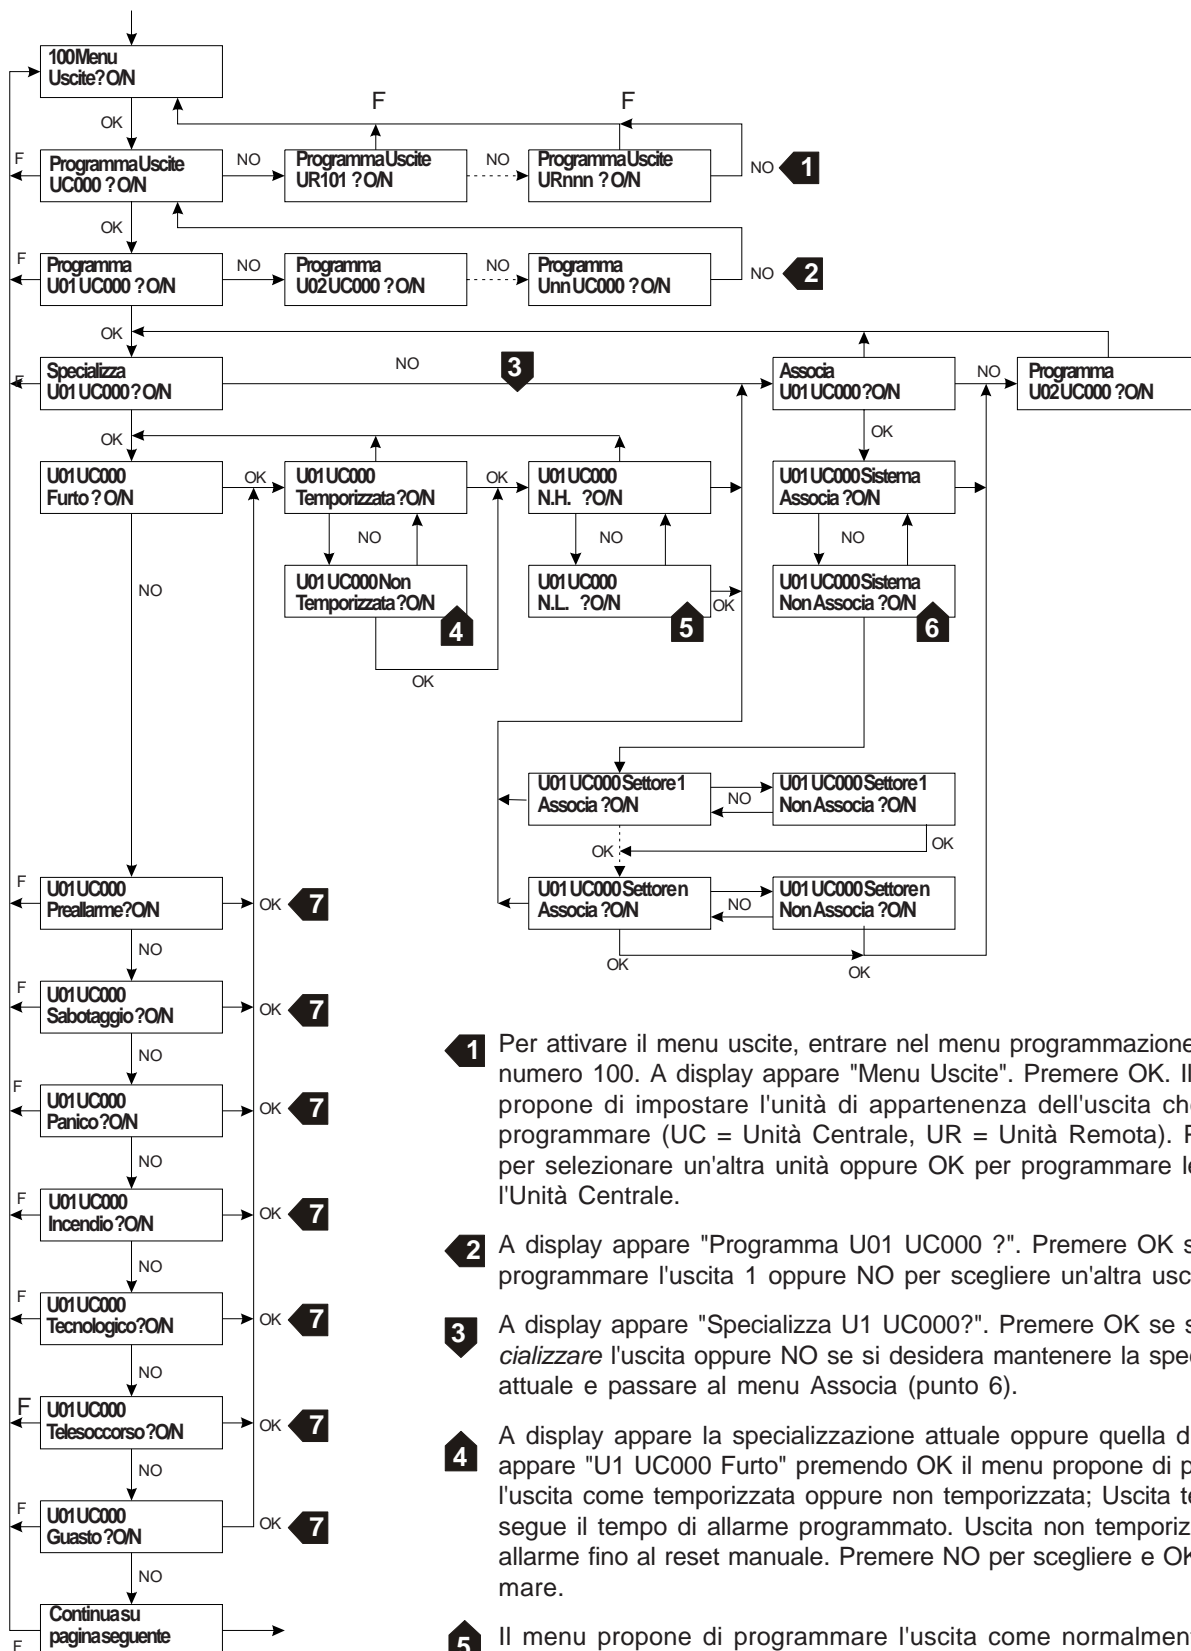 100 Menu
Uscite? O/N
OK
F
F
F
Programma Uscite
UC000 ? O/N
NO
Programma Uscite
UR101 ? O/N
NO
Programma Uscite
URnnn ? O/N
NO
1
OK
F
Programma
U01 UC000 ? O/N
NO
Programma
U02 UC000 ? O/N
NO
Programma
Unn UC000 ? O/N
NO
2
OK
F
Specializza
U01 UC000 ? O/N
NO
3
Associa
U01 UC000 ?O/N
NO
Programma
U02 UC000 ?O/N
OK
OK
U01 UC000
Furto ? O/N
OK
U01 UC000
Temporizzata ?O/N
OK
U01 UC000
N.H. ?O/N
U01 UC000 Sistema
Associa ?O/N
NO
NO
NO
NO
U01 UC000 Non
Temporizzata ?O/N
4
U01 UC000
N.L. ?O/N
5
OK
U01 UC000 Sistema
Non Associa ?O/N
6
OK
U01 UC000 Settore 1
Associa ?O/N
NO
U01 UC000 Settore 1
Non Associa ?O/N
OK
OK
U01 UC000 Settore n
Associa ?O/N
NO
U01 UC000 Settore n
Non Associa ?O/N
OK
OK
F
U01 UC000
Preallarme?O/N
OK
7
NO
F
U01 UC000
Sabotaggio ?O/N
OK
7
NO
F
U01 UC000
Panico ?O/N
OK
7
NO
F
U01 UC000
Incendio ?O/N
OK
7
NO
F
U01 UC000
Tecnologico?O/N
OK
7
NO
F
U01 UC000
Telesoccorso ?O/N
OK
7
NO
F
U01 UC000
Guasto ?O/N
OK
7
NO
F
Continua su
pagina seguente
1 Per attivare il menu uscite, entrare nel menu programmazione
numero 100. A display appare "Menu Uscite". Premere OK. Il
propone di impostare l'unità di appartenenza dell'uscita che
programmare (UC = Unità Centrale, UR = Unità Remota). P
per selezionare un'altra unità oppure OK per programmare le
l'Unità Centrale.
2 A display appare "Programma U01 UC000 ?". Premere OK s
programmare l'uscita 1 oppure NO per scegliere un'altra usc
3 A display appare "Specializza U1 UC000?". Premere OK se s
cializzare l'uscita oppure NO se si desidera mantenere la spec
attuale e passare al menu Associa (punto 6).
4 A display appare la specializzazione attuale oppure quella d
appare "U1 UC000 Furto" premendo OK il menu propone di p
l'uscita come temporizzata oppure non temporizzata; Uscita te
segue il tempo di allarme programmato. Uscita non temporiz
allarme fino al reset manuale. Premere NO per scegliere e OK
mare.
5 Il menu propone di programmare l'uscita come normalmen